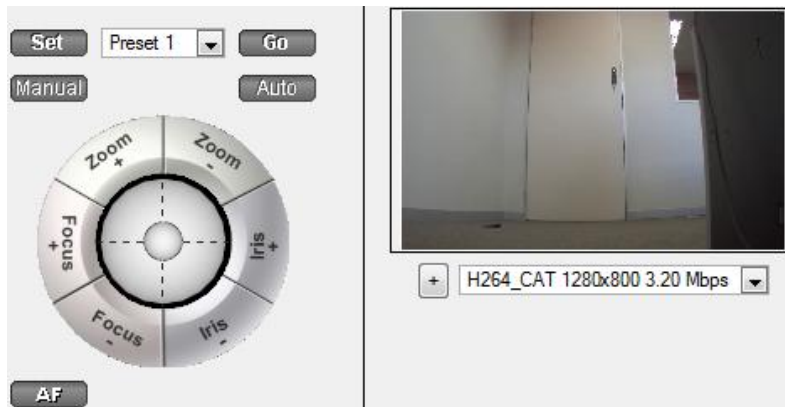 Set Preset 1 Go
Manual Auto
Zoom + Zoom -
Focus + Iris +
Focus - Iris -
AF
+ H264_CAT 1280x800 3.20 Mbps